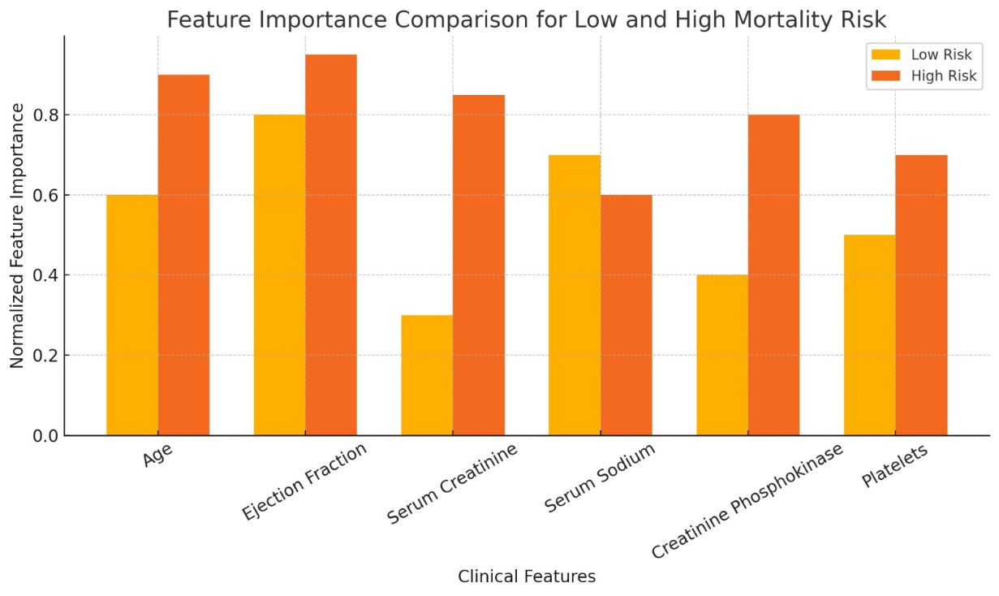 Feature Importance Comparison for Low and High Mortality Risk
Low Risk
High Risk
Normalized Feature Importance
0.8
0.6
0.4
0.2
0.0
Age
Ejection Fraction
Serum Creatinine
Serum Sodium
Creatinine Phosphokinase
Platelets
Clinical Features